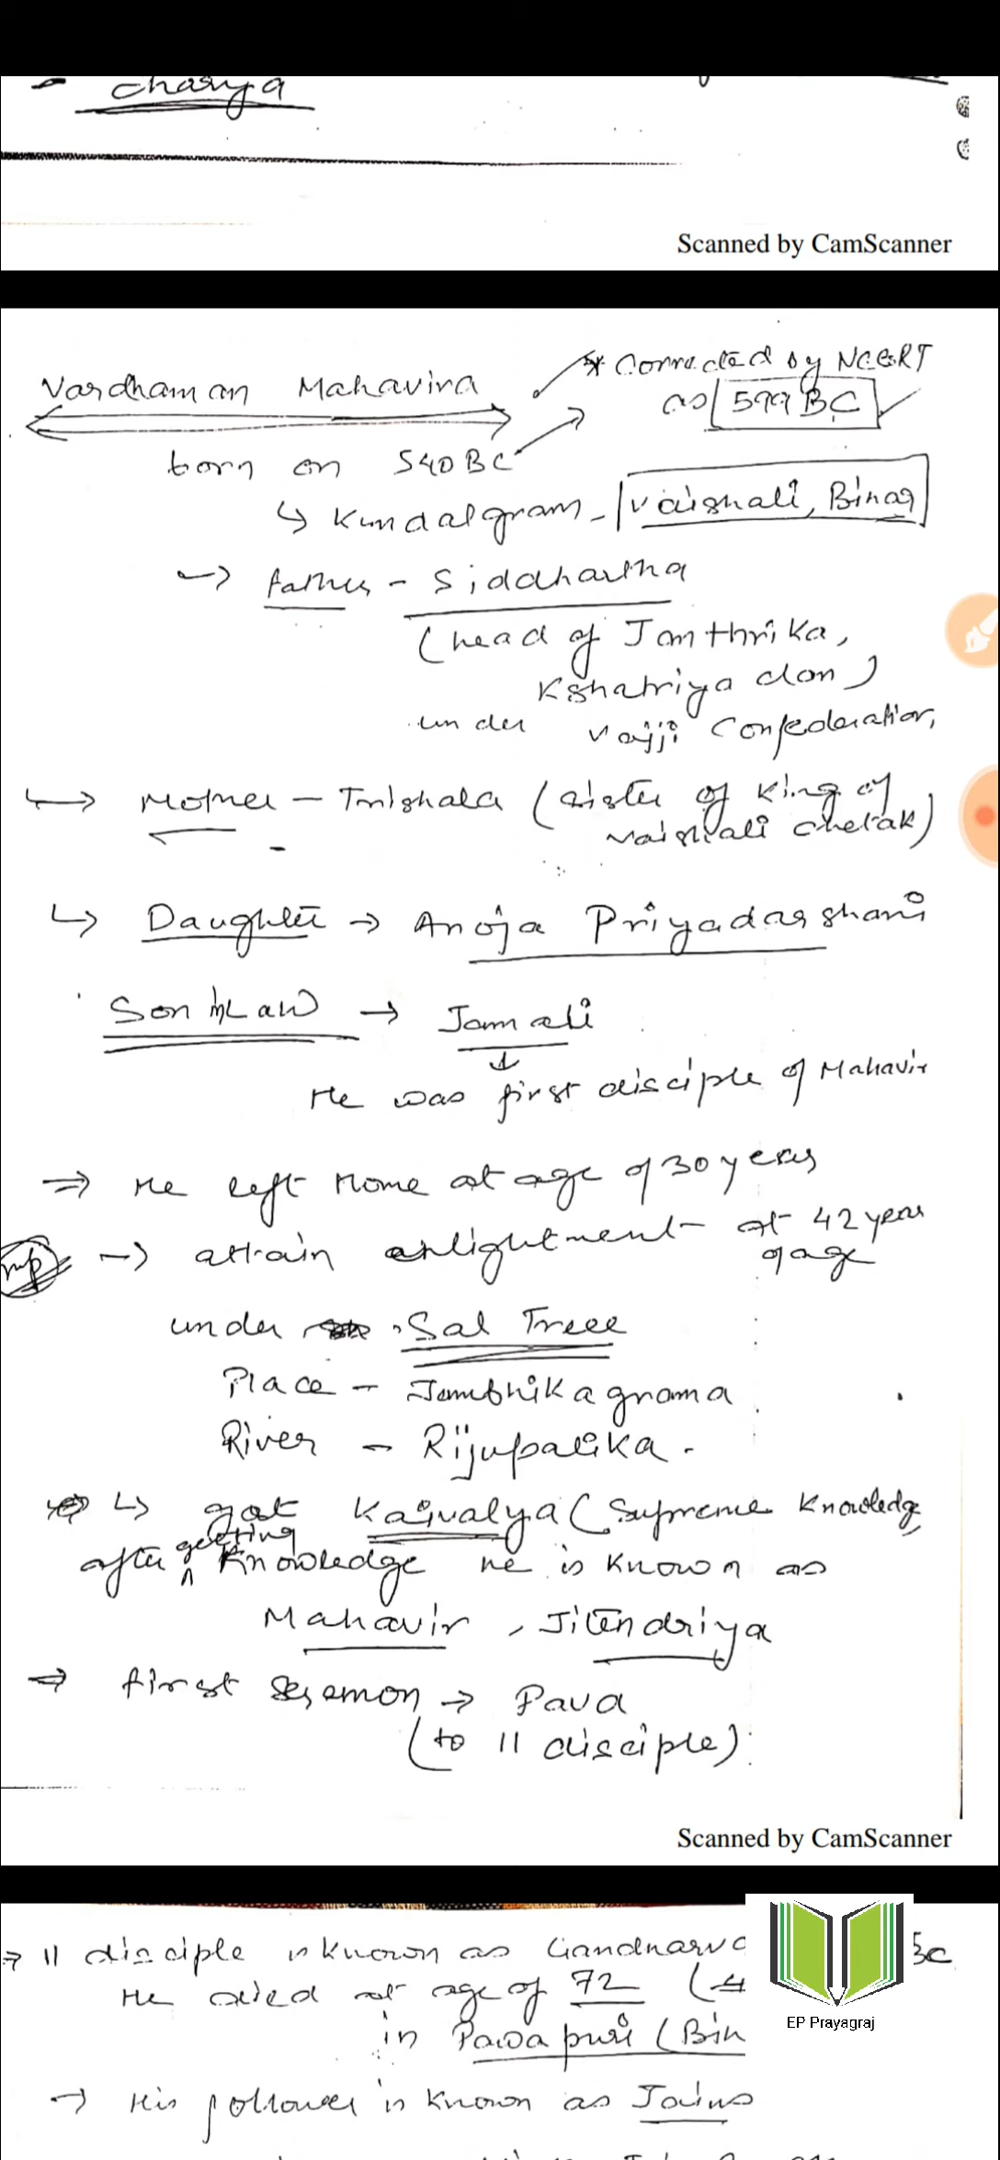 - charya
Scanned by CamScanner
Vardhaman Mahavira
* Corrected by NCERT
as 599 BC
born on 540 BC
↳ Kundalgram - Vaishali, Bihar
→ father - Siddhartha
(head of Janthrika,
Kshatriya clan)
under Vajji Confederation,
→ Mother - Trishala (sister of King of
Vaishali Chetak)
↳ Daughter → Anoja Priyadarshani
Son in Law → Jamali
He was first disciple of Mahavir
⇒ He left Home at age of 30 years
imp → attain enlightment at 42 years
of age
under Sal Treee
Place - Jambhikagrama
River - Rijupalika.
↳ got Kaivalya (Supreme Knowledge
after getting Knowledge he is known as
Mahavir, Jitendriya
⇒ first seremon → Pava
(to 11 disciple)
Scanned by CamScanner
→ 11 disciple is known as Gandharva
BC
He died at age of 72 (4
in Pawapuri (Bih
EP Prayagraj
→ His follower is known as Jains